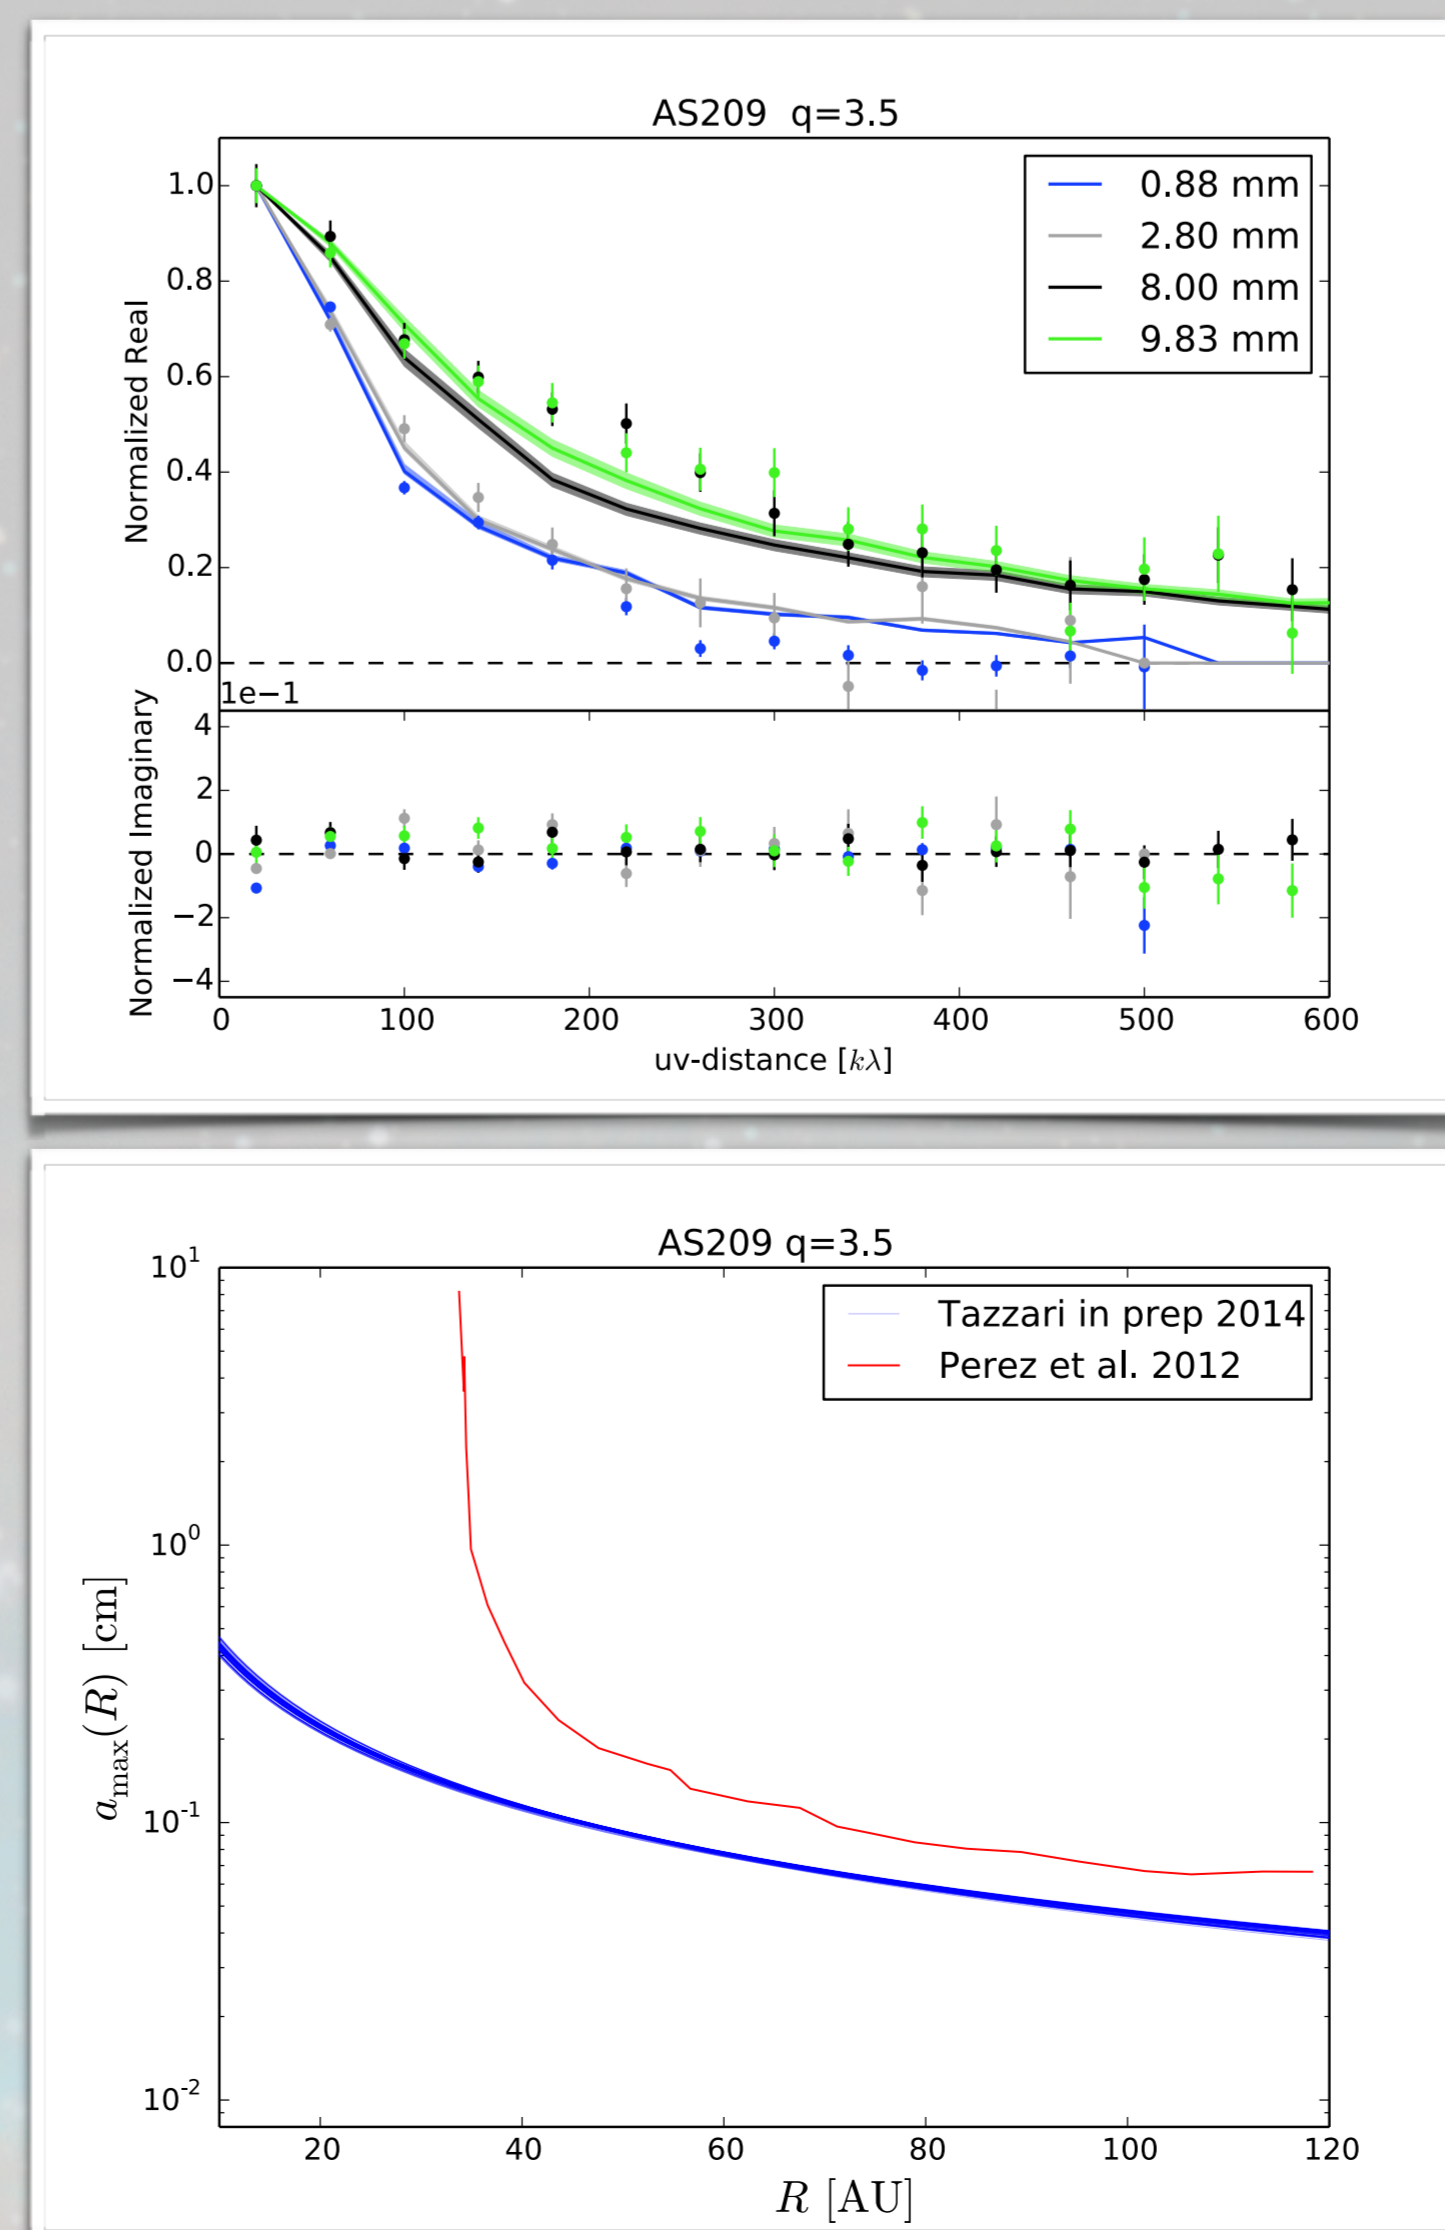 AS209 q=3.5
0.88 mm
2.80 mm
8.00 mm
9.83 mm
Normalized Real
1.0
0.8
0.6
0.4
0.2
0.0
1e−1
Normalized Imaginary
4
2
0
−2
−4
0 100 200 300 400 500 600
uv-distance [kλ]
AS209 q=3.5
Tazzari in prep 2014
Perez et al. 2012
a_max(R) [cm]
10^1
10^0
10^-1
10^-2
20 40 60 80 100 120
R [AU]